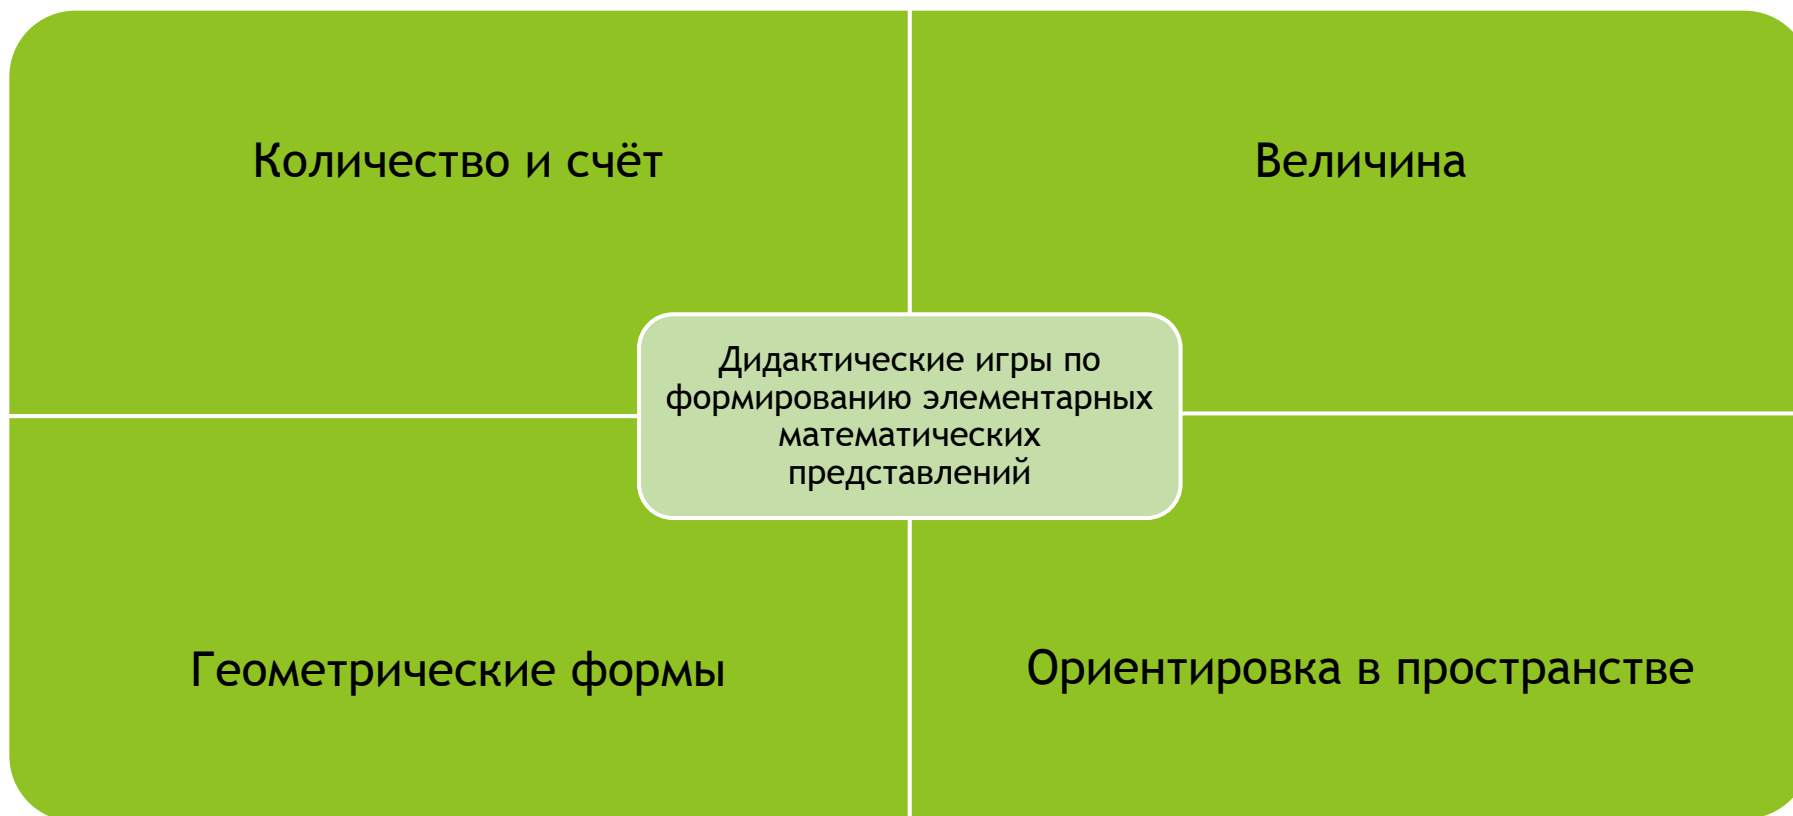 Количество и счёт
Величина
Дидактические игры по
формированию элементарных
математических
представлений
Геометрические формы
Ориентировка в пространстве